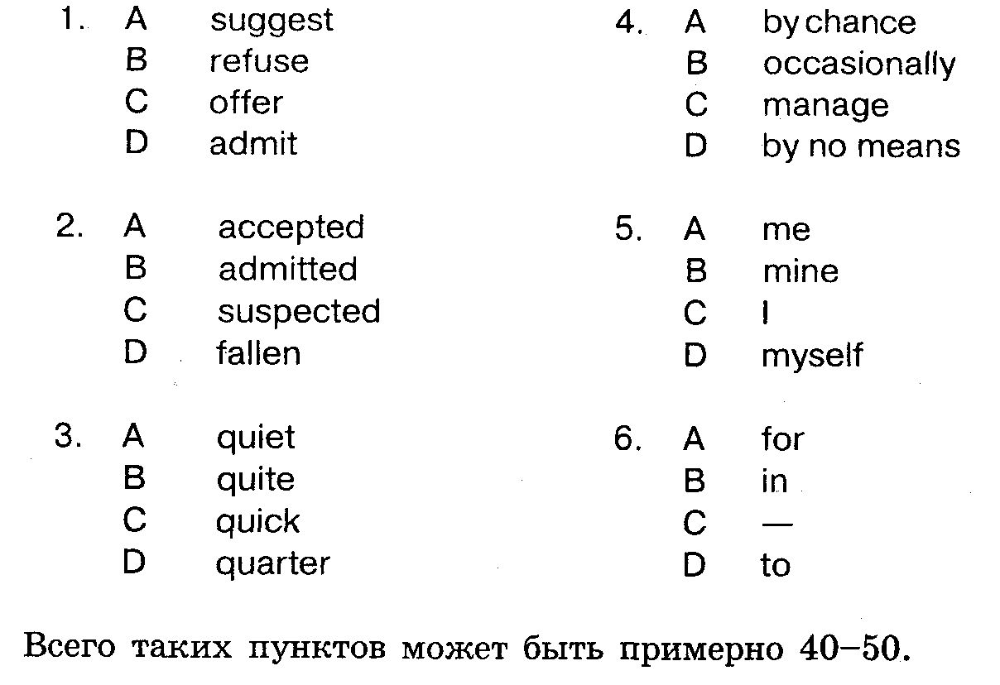 1. A suggest
B refuse
C offer
D admit
2. A accepted
B admitted
C suspected
D fallen
3. A quiet
B quite
C quick
D quarter
4. A by chance
B occasionally
C manage
D by no means
5. A me
B mine
C I
D myself
6. A for
B in
C —
D to
Всего таких пунктов может быть примерно 40–50.